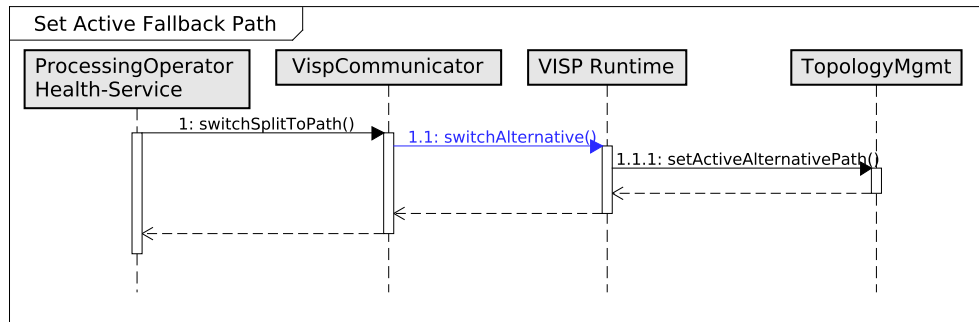 Set Active Fallback Path
ProcessingOperator
Health-Service
VispCommunicator
VISP Runtime
TopologyMgmt
1: switchSplitToPath()
1.1: switchAlternative()
1.1.1: setActiveAlternativePath()